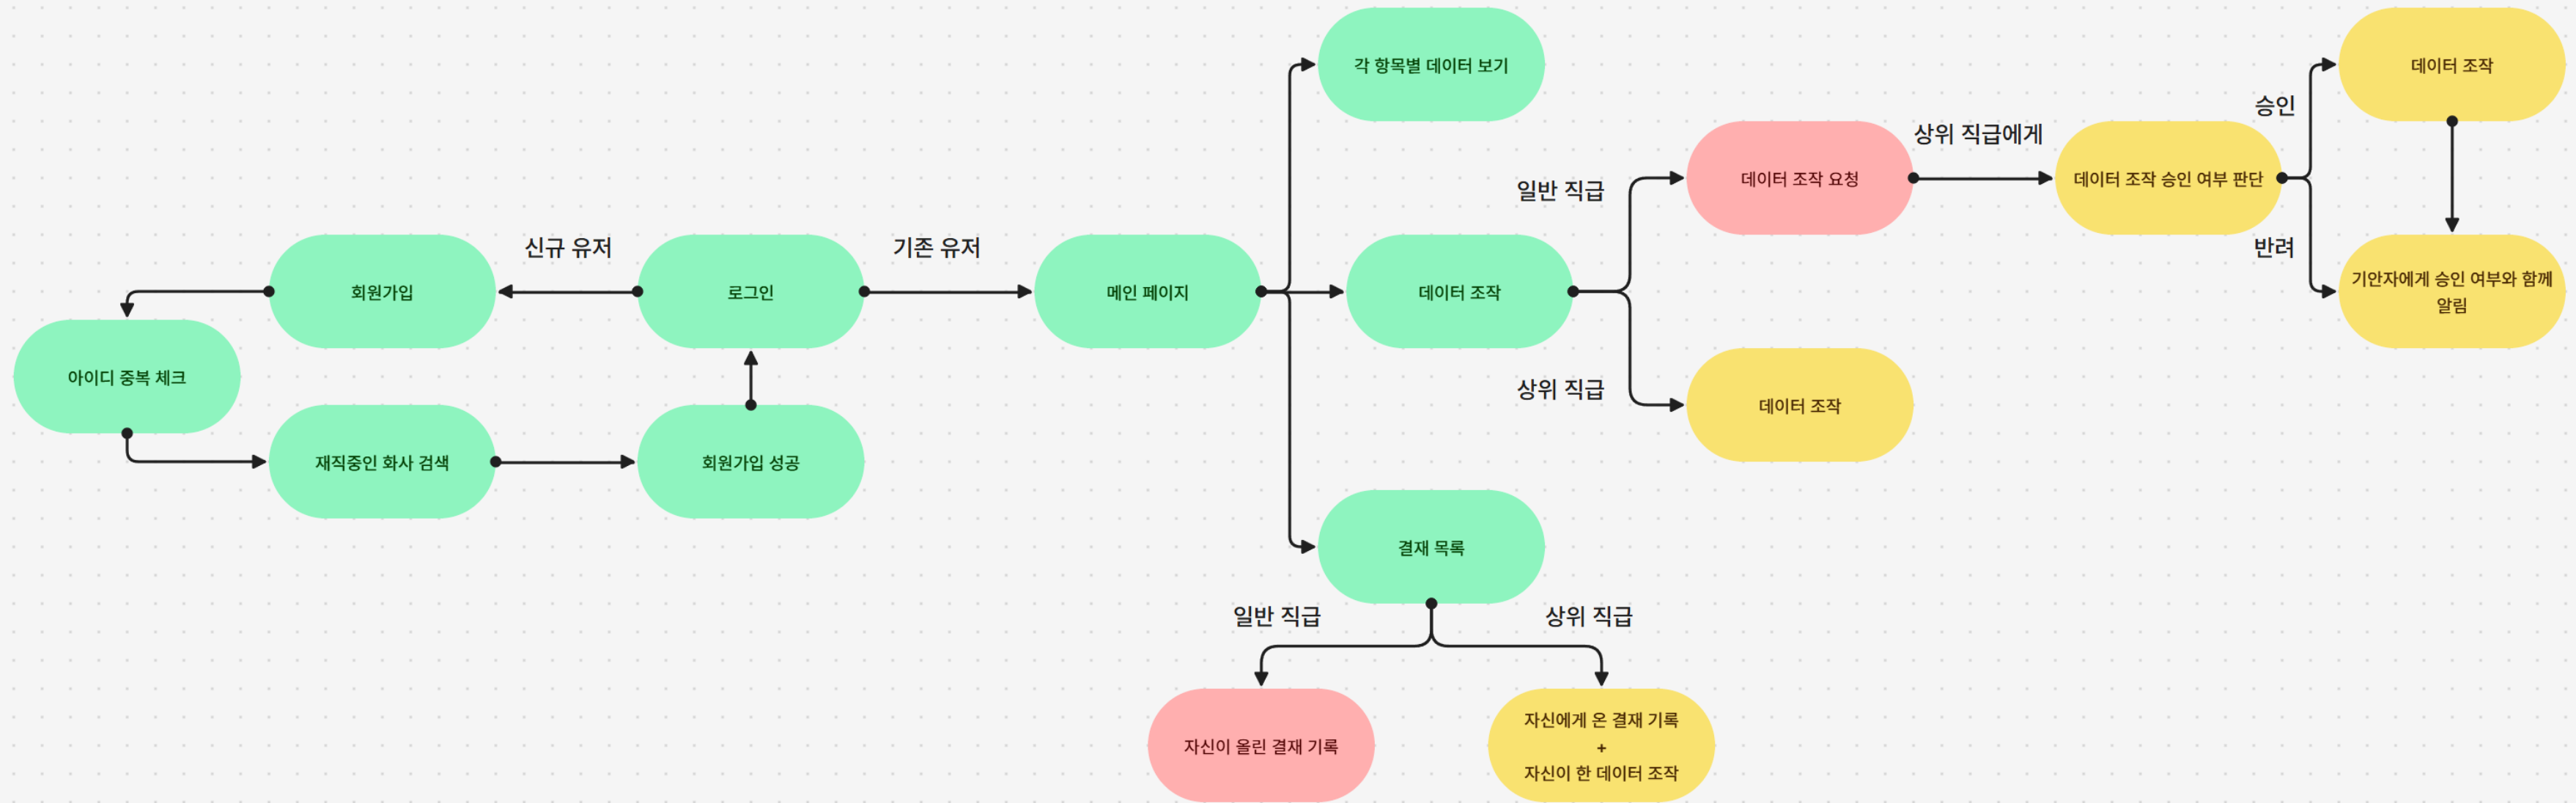 각 항목별 데이터 보기
데이터 조작
승인
상위 직급에게
일반 직급
데이터 조작 요청
데이터 조작 승인 여부 판단
신규 유저
기존 유저
반려
회원가입
로그인
메인 페이지
데이터 조작
기안자에게 승인 여부와 함께
알림
아이디 중복 체크
상위 직급
데이터 조작
재직중인 화사 검색
회원가입 성공
결재 목록
일반 직급
상위 직급
자신이 올린 결재 기록
자신에게 온 결재 기록
+
자신이 한 데이터 조작